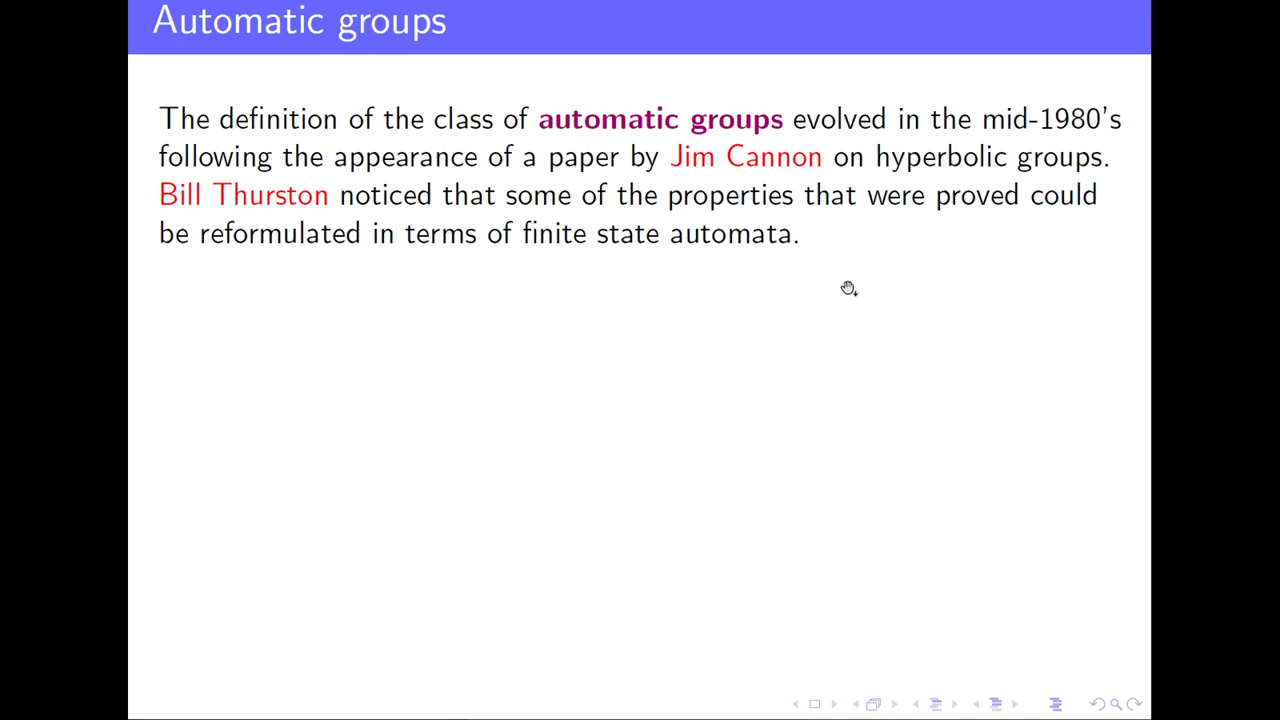 Automatic groups
The definition of the class of automatic groups evolved in the mid-1980's
following the appearance of a paper by Jim Cannon on hyperbolic groups.
Bill Thurston noticed that some of the properties that were proved could
be reformulated in terms of finite state automata.